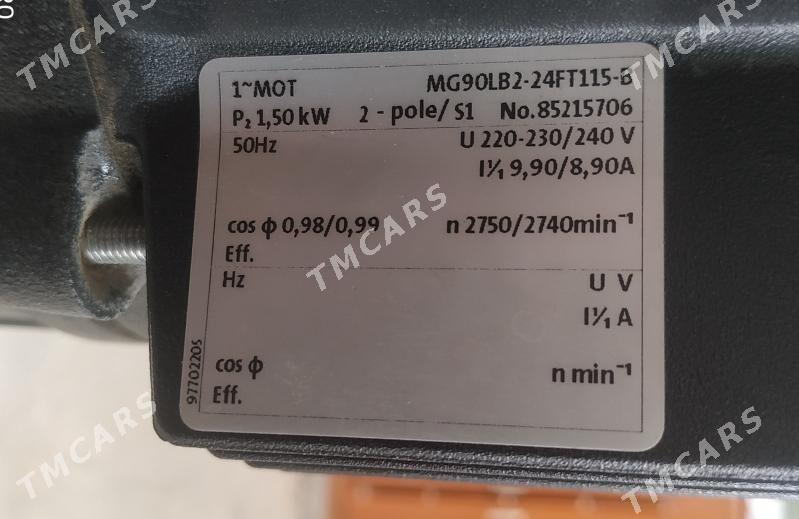 1~MOT MG90LB2-24FT115-B
P₂ 1,50 kW 2 - pole/ S1 No.85215706
50Hz U 220-230/240 V
I¹⁄₁ 9,90/8,90A
cos φ 0,98/0,99 n 2750/2740min⁻¹
Eff.
Hz U V
I¹⁄₁ A
cos φ n min⁻¹
Eff.
97702205
TMCARS
TMCARS
TMCARS
TMCARS
TMCARS
TMCARS
TMCARS